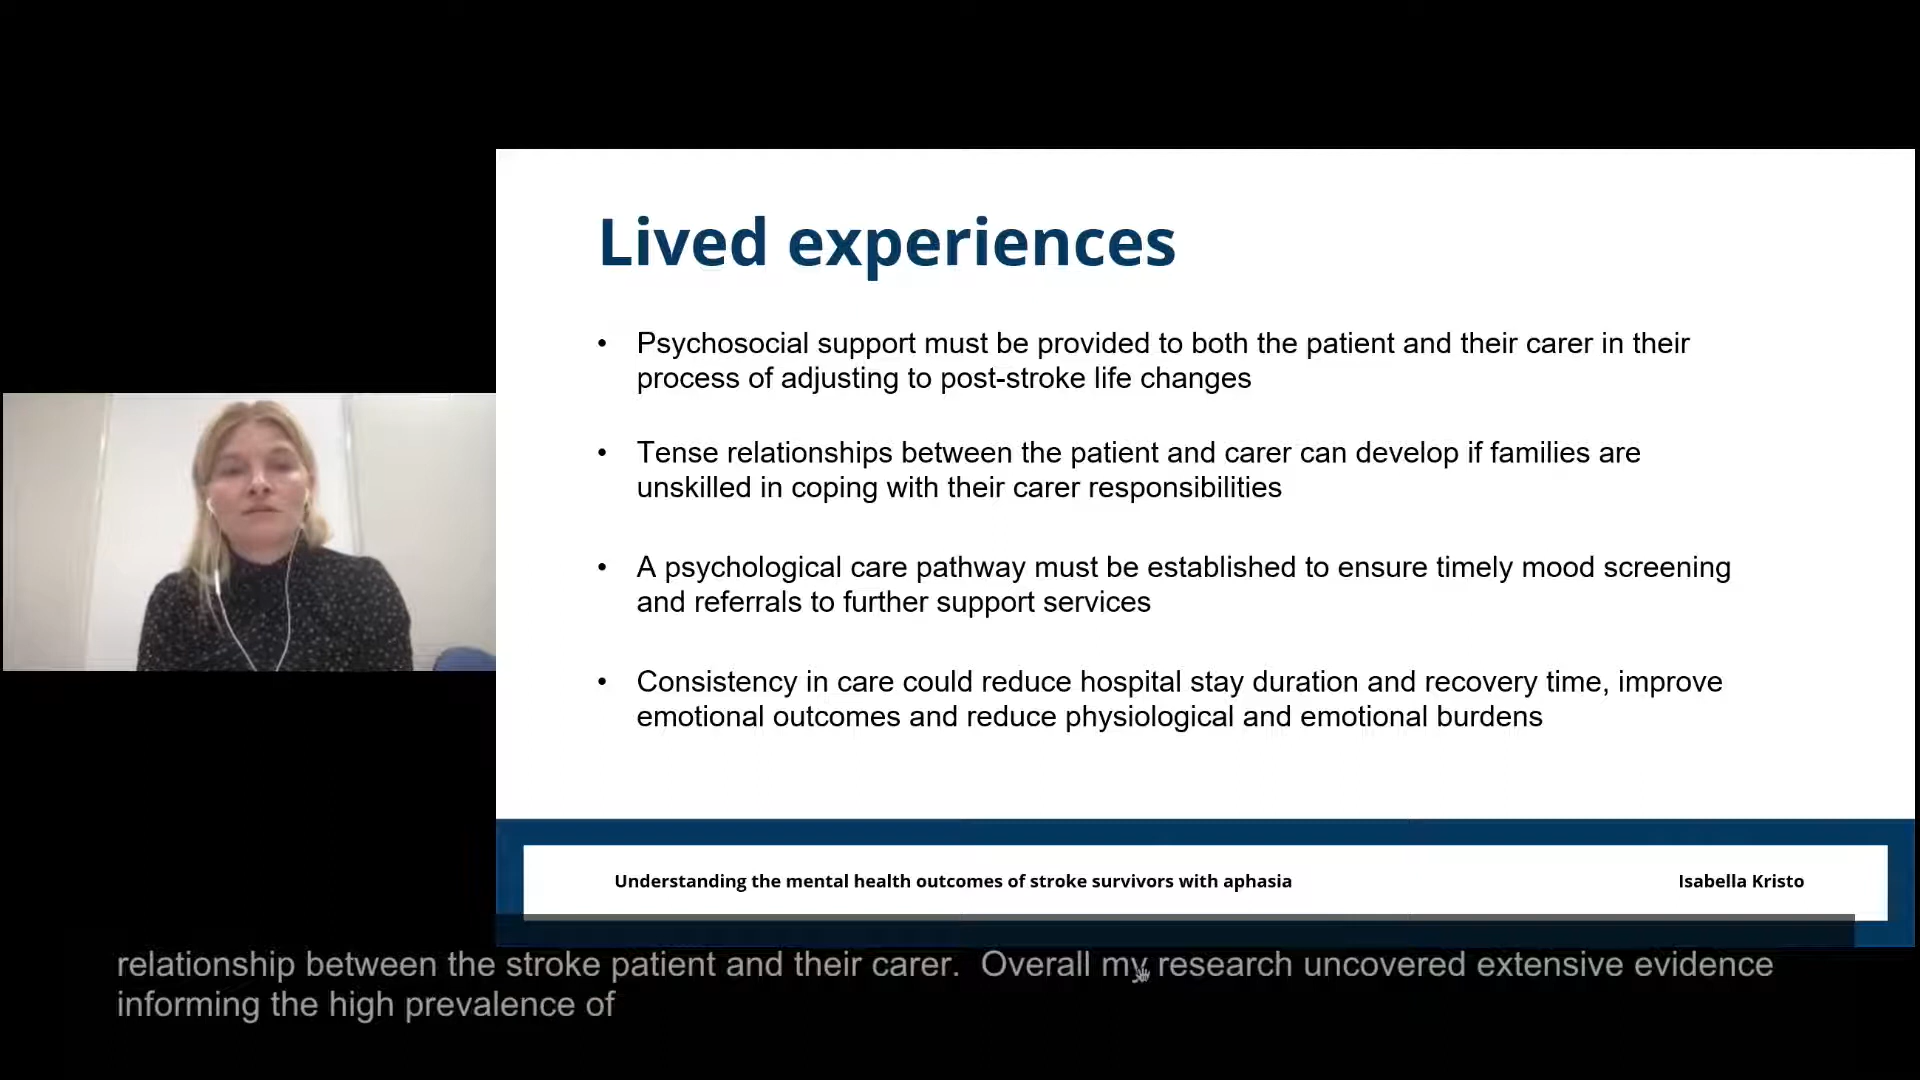 Lived experiences
• Psychosocial support must be provided to both the patient and their carer in their
process of adjusting to post-stroke life changes
• Tense relationships between the patient and carer can develop if families are
unskilled in coping with their carer responsibilities
• A psychological care pathway must be established to ensure timely mood screening
and referrals to further support services
• Consistency in care could reduce hospital stay duration and recovery time, improve
emotional outcomes and reduce physiological and emotional burdens
Understanding the mental health outcomes of stroke survivors with aphasia
Isabella Kristo
relationship between the stroke patient and their carer.  Overall my research uncovered extensive evidence
informing the high prevalence of